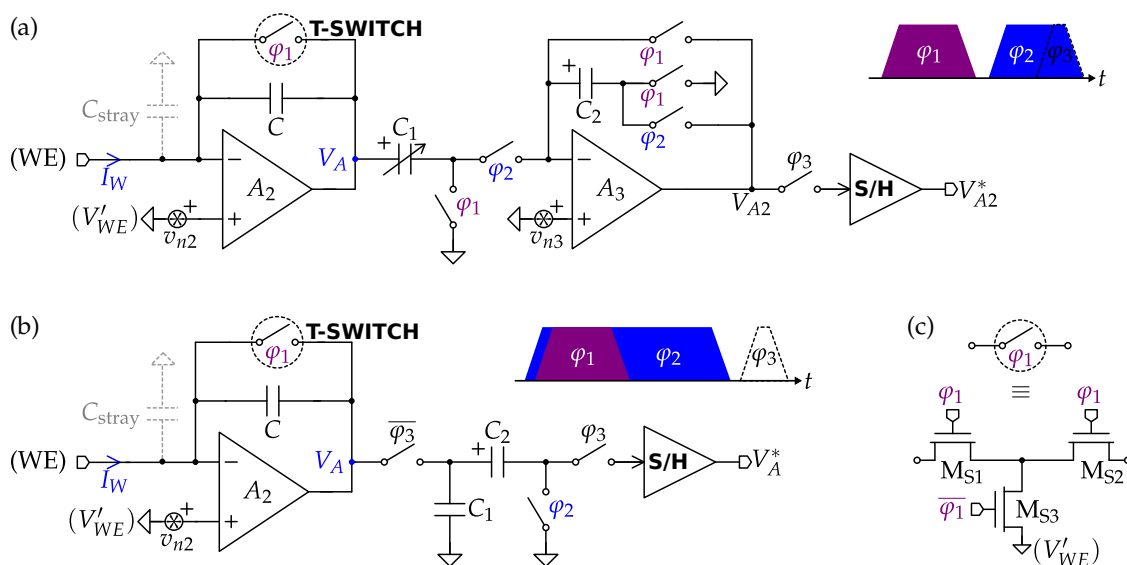 (a)
T-SWITCH
φ₁
C_stray
C
(WE)
I_W
A₂
V_A
(V′_WE)
v_n2
+
−
+
+
C₁
φ₂
φ₁
+
C₂
φ₁
φ₁
φ₂
−
+
A₃
+
v_n3
V_A2
φ₃
S/H
V*_A2
φ₁
φ₂
φ₃
t
(b)
T-SWITCH
φ₁
C_stray
C
(WE)
I_W
−
+
A₂
V_A
(V′_WE)
v_n2
+
φ₃‾
C₁
+
C₂
φ₂
φ₃
S/H
V*_A
φ₁
φ₂
φ₃
t
(c)
φ₁
≡
φ₁
φ₁
M_S1
M_S2
φ₁‾
M_S3
(V′_WE)